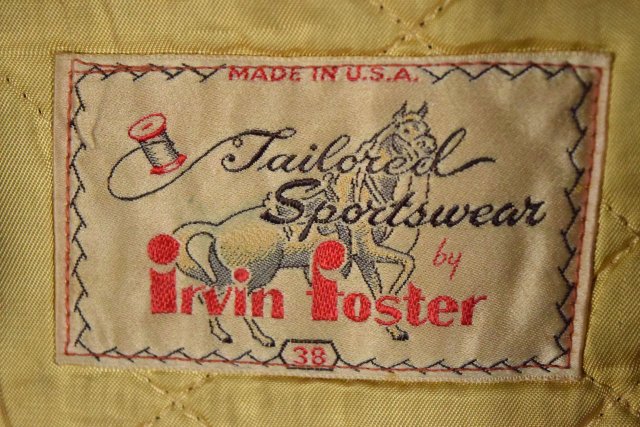 MADE IN U.S.A.
Tailored
Sportswear
by
irvin foster
38